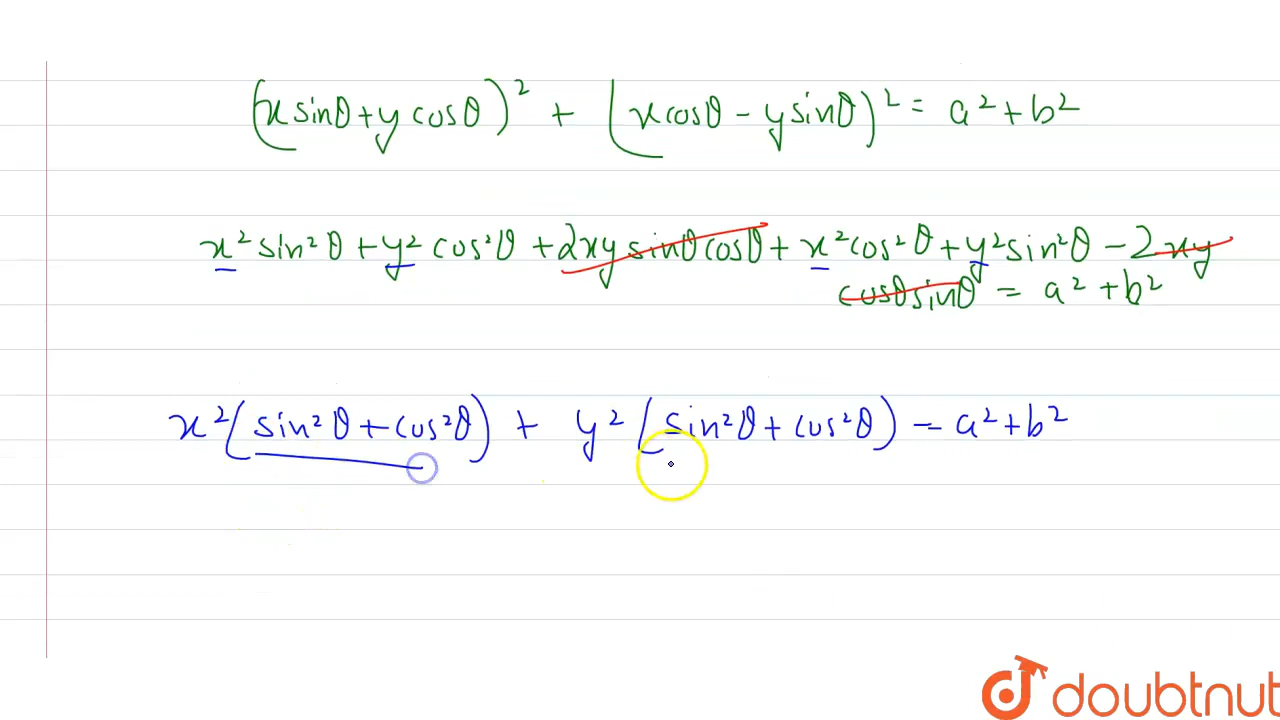 (x sinθ + y cosθ)² + (x cosθ – y sinθ)² = a² + b²
x² sin²θ + y² cos²θ + 2xy sinθ cosθ + x² cos²θ + y² sin²θ – 2xy
cosθ sinθ = a² + b²
x² (sin²θ + cos²θ) + y² (sin²θ + cos²θ) = a² + b²
doubtnut